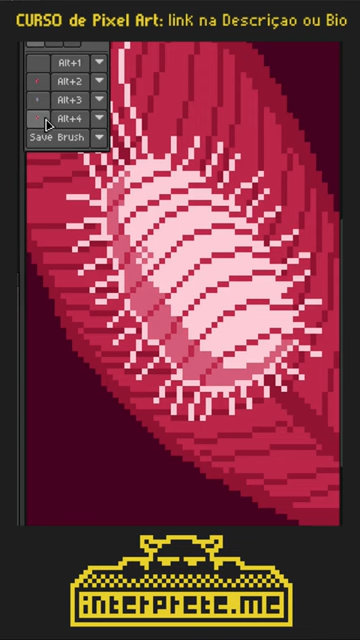 CURSO de Pixel Art: link na Descriçao ou Bio
Alt+1
Alt+2
Alt+3
Alt+4
Save Brush
interprete.me